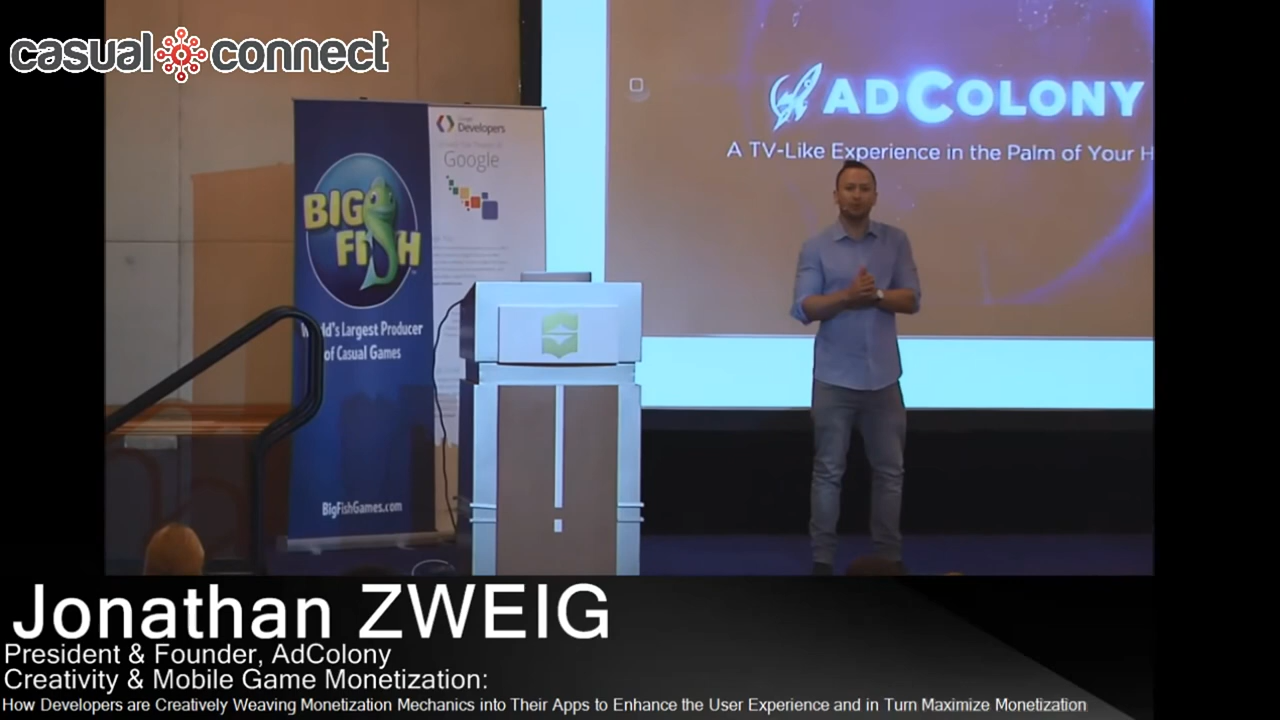 casual connect
Developers
Google
ADCOLONY
A TV-Like Experience in the Palm of Your H
BIG
FISH
World's Largest Producer
of Casual Games
BigFishGames.com
Jonathan ZWEIG
President & Founder, AdColony
Creativity & Mobile Game Monetization:
How Developers are Creatively Weaving Monetization Mechanics into Their Apps to Enhance the User Experience and in Turn Maximize Monetization